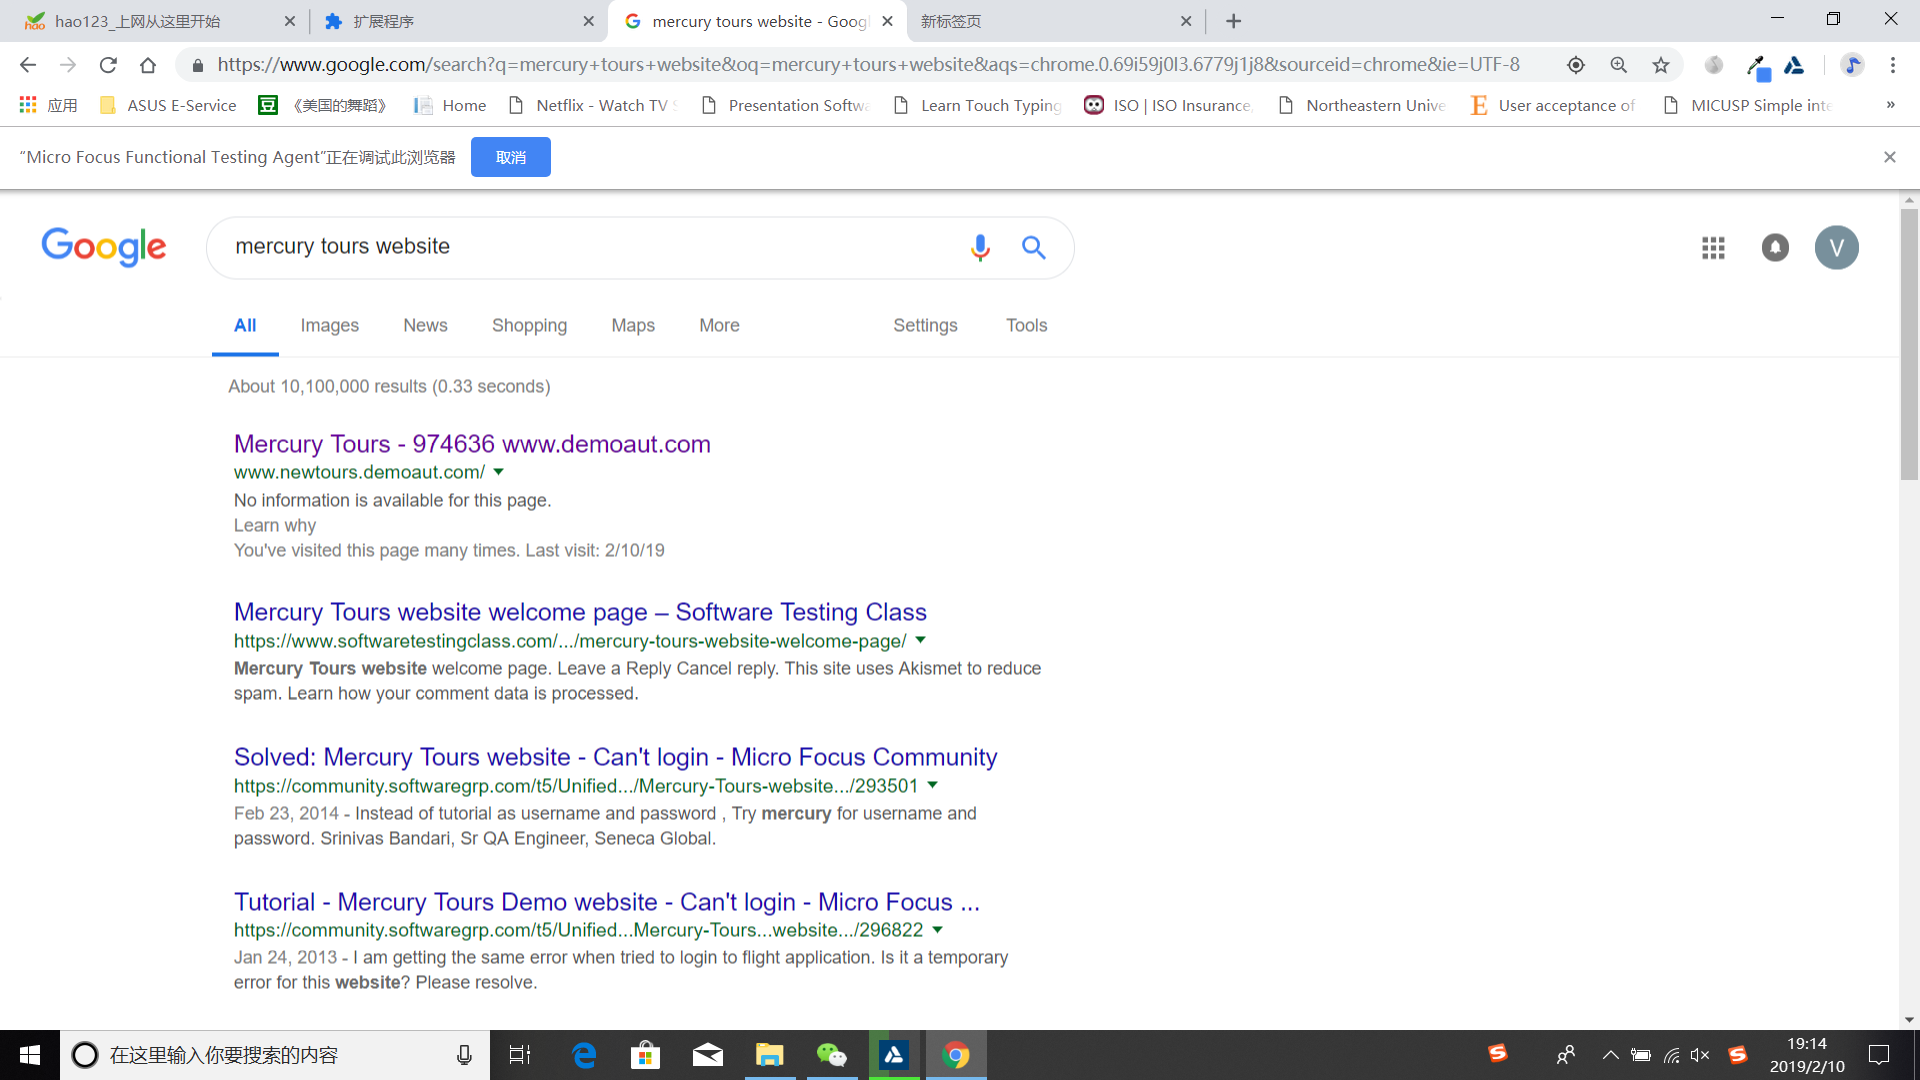 hao123_上网从这里开始
扩展程序
mercury tours website - Goog
新标签页
https://www.google.com/search?q=mercury+tours+website&oq=mercury+tours+website&aqs=chrome.0.69i59j0l3.6779j1j8&sourceid=chrome&ie=UTF-8
应用
ASUS E-Service
豆
《美国的舞蹈》
Home
Netflix - Watch TV S
Presentation Softwa
Learn Touch Typing
ISO | ISO Insurance,
Northeastern Unive
E
User acceptance of
MICUSP Simple inte
»
“Micro Focus Functional Testing Agent”正在调试此浏览器
取消
Google
mercury tours website
V
All
Images
News
Shopping
Maps
More
Settings
Tools
About 10,100,000 results (0.33 seconds)
Mercury Tours - 974636 www.demoaut.com
www.newtours.demoaut.com/
No information is available for this page.
Learn why
You've visited this page many times. Last visit: 2/10/19
Mercury Tours website welcome page – Software Testing Class
https://www.softwaretestingclass.com/.../mercury-tours-website-welcome-page/
Mercury Tours website welcome page. Leave a Reply Cancel reply. This site uses Akismet to reduce
spam. Learn how your comment data is processed.
Solved: Mercury Tours website - Can't login - Micro Focus Community
https://community.softwaregrp.com/t5/Unified.../Mercury-Tours-website.../293501
Feb 23, 2014 - Instead of tutorial as username and password , Try mercury for username and
password. Srinivas Bandari, Sr QA Engineer, Seneca Global.
Tutorial - Mercury Tours Demo website - Can't login - Micro Focus ...
https://community.softwaregrp.com/t5/Unified...Mercury-Tours...website.../296822
Jan 24, 2013 - I am getting the same error when tried to login to flight application. Is it a temporary
error for this website? Please resolve.
在这里输入你要搜索的内容
19:14
2019/2/10